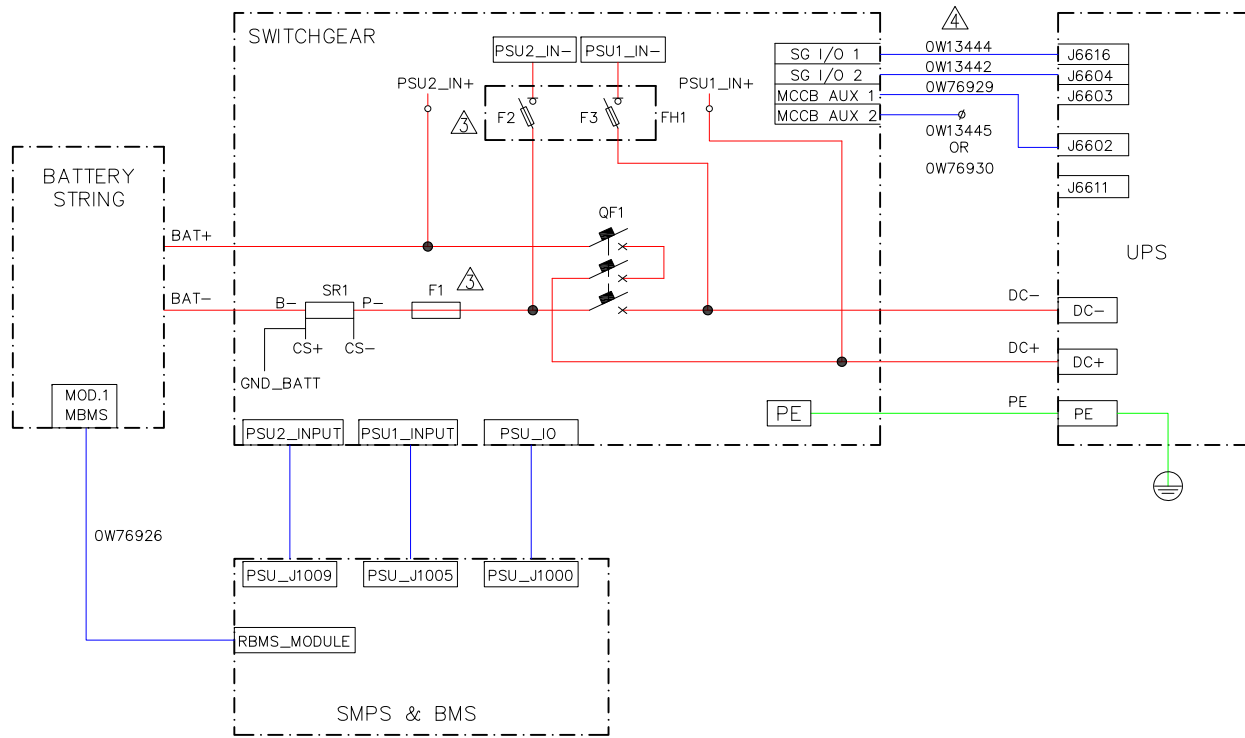 SWITCHGEAR
4
PSU2_IN-
PSU1_IN-
SG I/O 1
0W13444
J6616
SG I/O 2
0W13442
J6604
PSU2_IN+
PSU1_IN+
MCCB AUX 1
0W76929
J6603
3
F2
F3
FH1
MCCB AUX 2
0W13445
OR
0W76930
J6602
J6611
BATTERY
STRING
BAT+
QF1
UPS
BAT-
B-
SR1
P-
F1
3
DC-
DC-
CS+
CS-
DC+
DC+
GND_BATT
MOD.1
MBMS
PE
PE
PE
PSU2_INPUT
PSU1_INPUT
PSU_IO
0W76926
PSU_J1009
PSU_J1005
PSU_J1000
RBMS_MODULE
SMPS & BMS